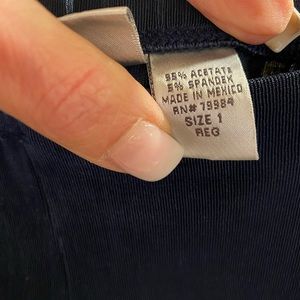 95% ACETATE
5% SPANDEX
MADE IN MEXICO
RN# 79984
SIZE 1
REG